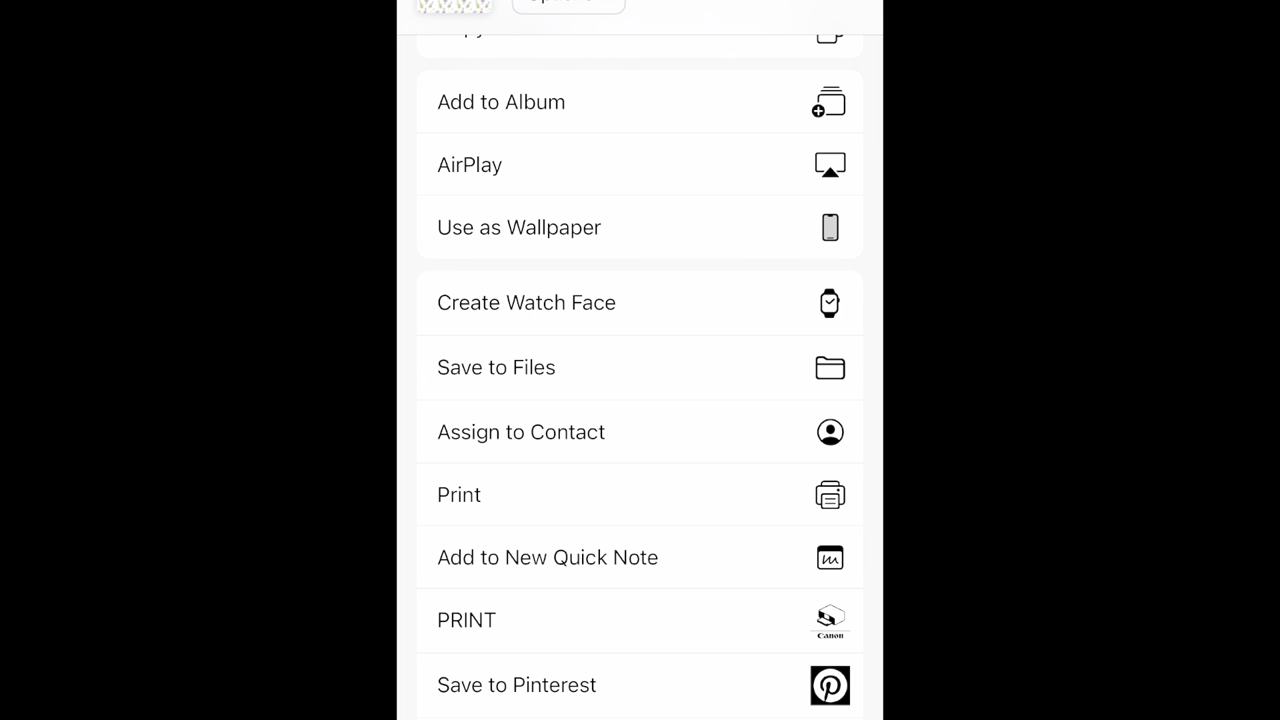 Add to Album
AirPlay
Use as Wallpaper
Create Watch Face
Save to Files
Assign to Contact
Print
Add to New Quick Note
PRINT
Canon
Save to Pinterest